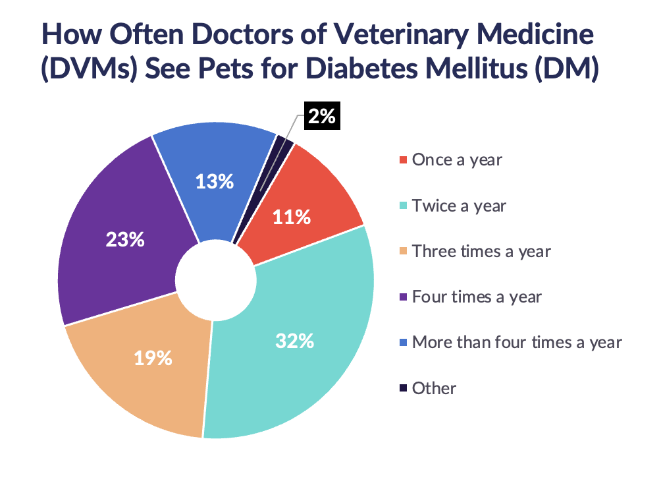 How Often Doctors of Veterinary Medicine
(DVMs) See Pets for Diabetes Mellitus (DM)
2%
13%
11%
23%
32%
19%
Once a year
Twice a year
Three times a year
Four times a year
More than four times a year
Other